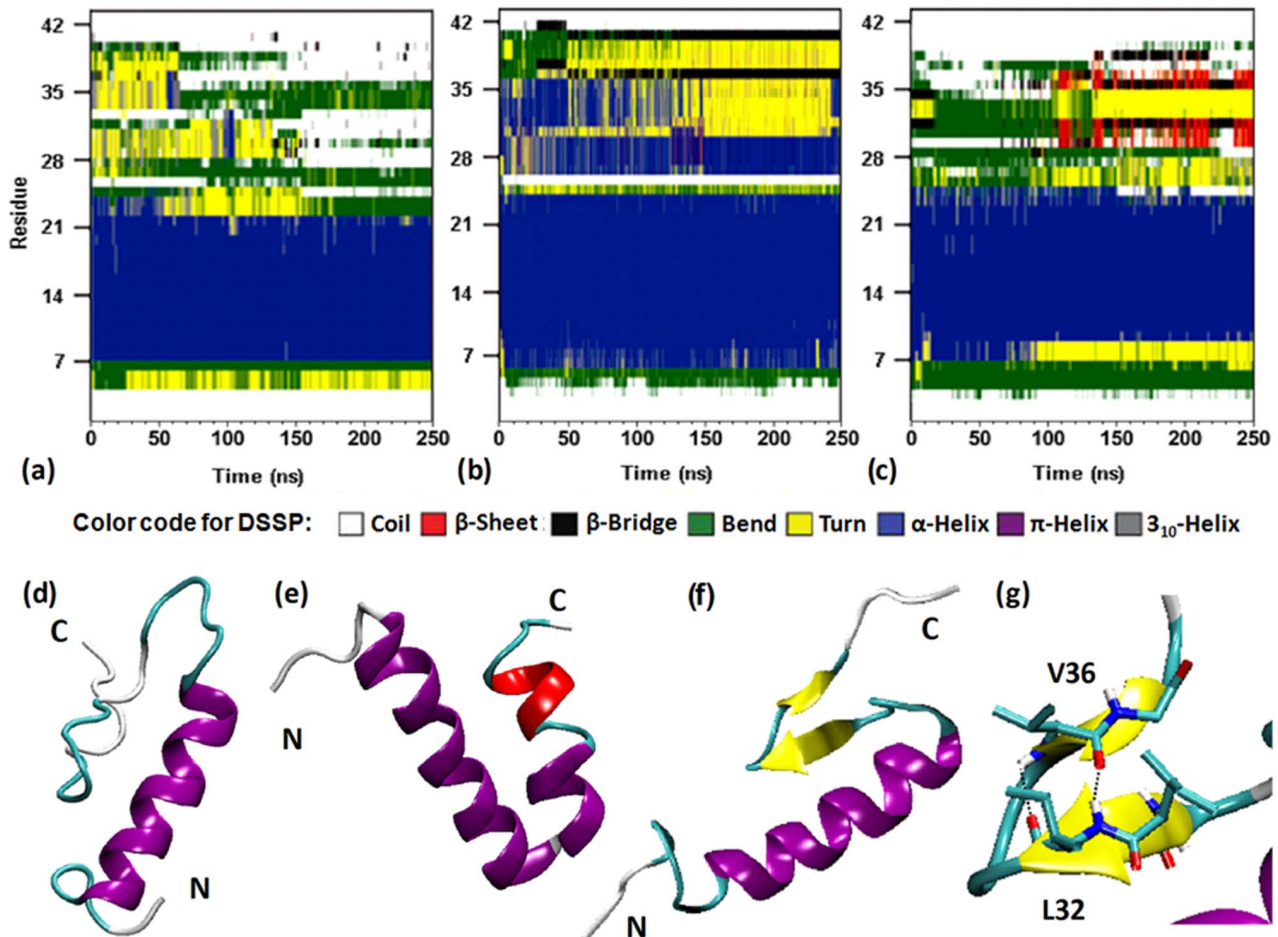 42 42 42
35 35 35
28 28 28
Residue
21 21 21
14 14 14
7 7 7
0 50 100 150 200 250 0 50 100 150 200 250 0 50 100 150 200 250
(a) Time (ns) (b) Time (ns) (c) Time (ns)
Color code for DSSP: Coil β-Sheet β-Bridge Bend Turn α-Helix π-Helix 3₁₀-Helix
(d) (e) (f) (g)
C C C V36
N N N L32